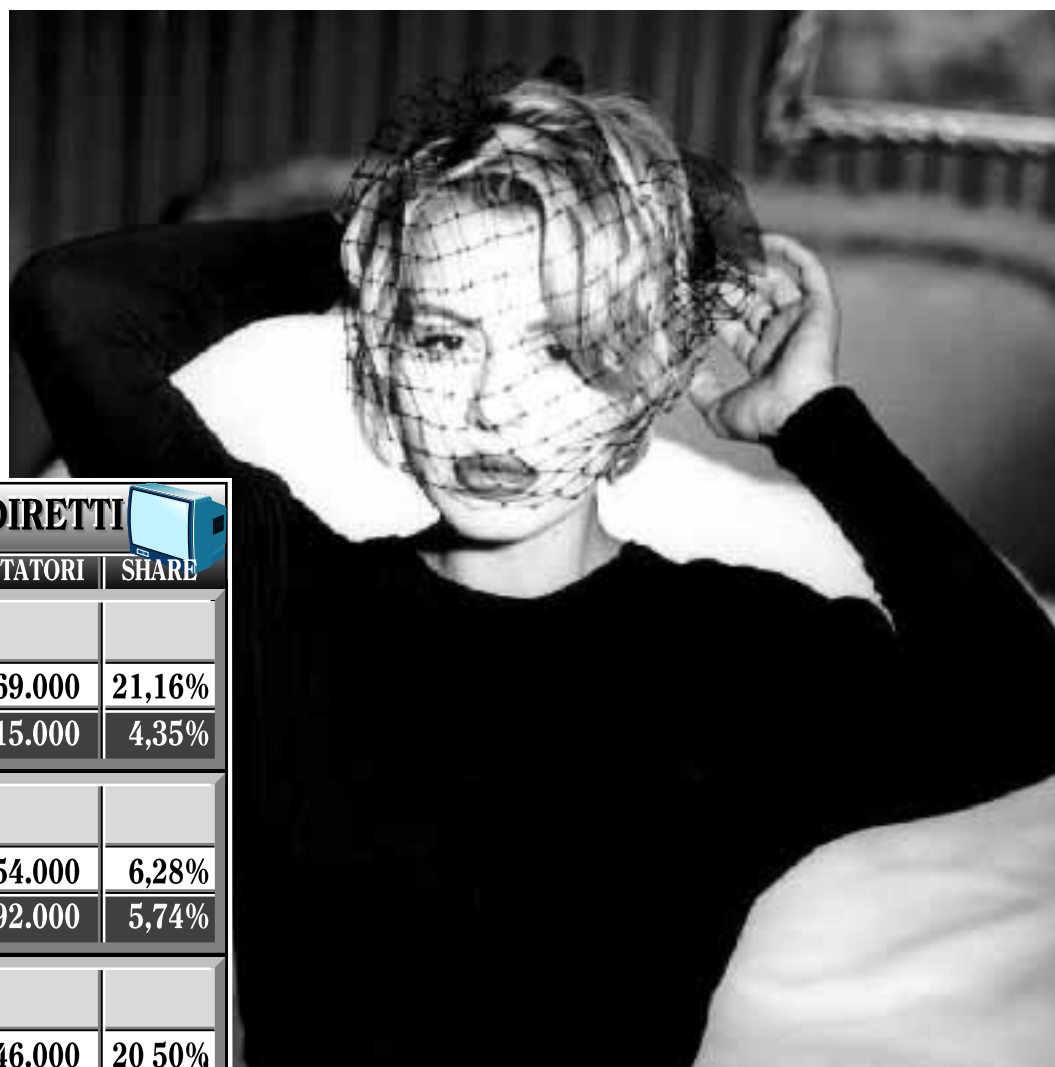 DIRETTI
TATORI SHARE
69.000 21,16%
15.000 4,35%
54.000 6,28%
92.000 5,74%
46.000 20 50%